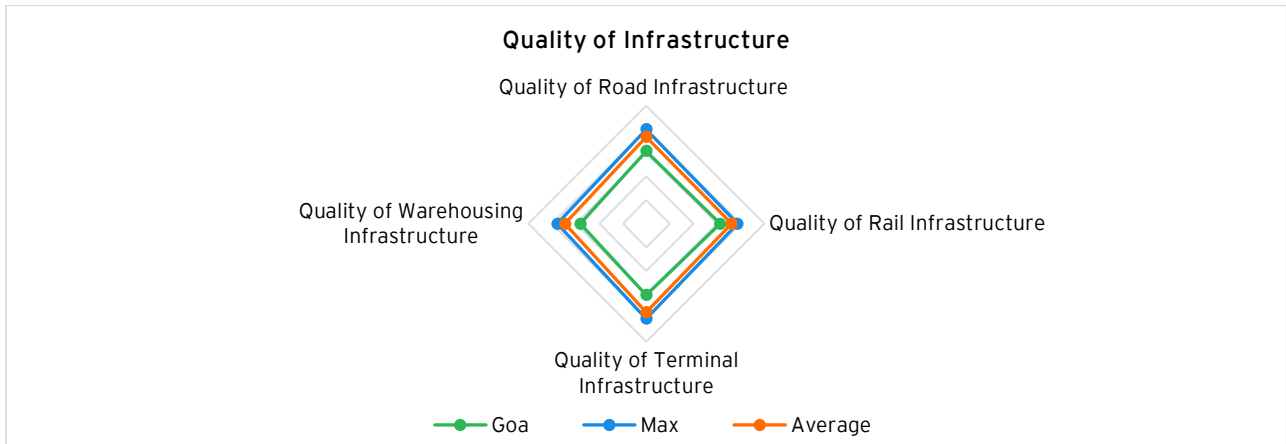 Quality of Infrastructure
Quality of Road Infrastructure
Quality of Warehousing
Infrastructure
Quality of Rail Infrastructure
Quality of Terminal
Infrastructure
Goa
Max
Average